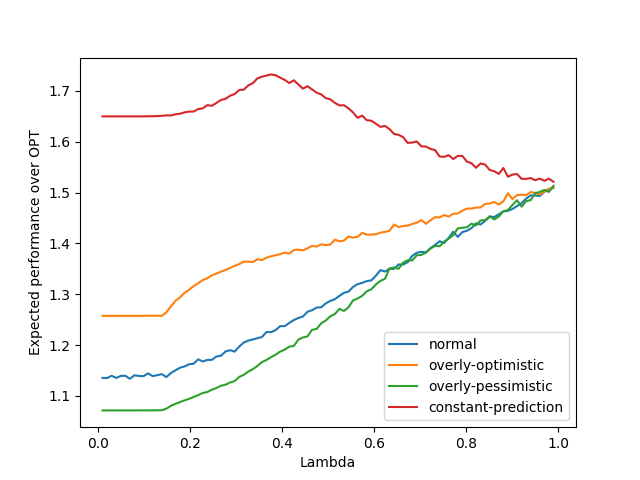 Expected performance over OPT
1.7
1.6
1.5
1.4
1.3
1.2
1.1
normal
overly-optimistic
overly-pessimistic
constant-prediction
0.0 0.2 0.4 0.6 0.8 1.0
Lambda